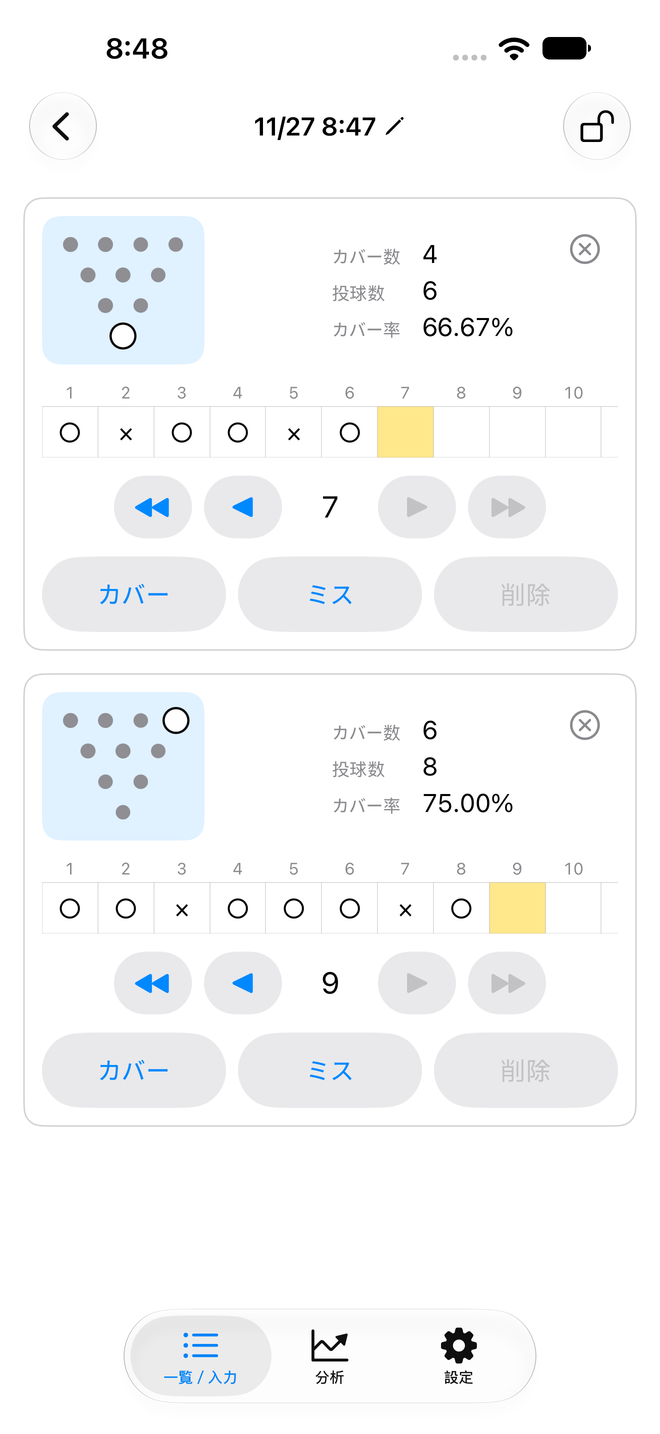 8:48
11/27 8:47
カバー数 4
投球数 6
カバー率 66.67%
1 2 3 4 5 6 7 8 9 10
○ × ○ ○ × ○
7
カバー ミス 削除
カバー数 6
投球数 8
カバー率 75.00%
1 2 3 4 5 6 7 8 9 10
○ ○ × ○ ○ ○ × ○
9
カバー ミス 削除
一覧 / 入力 分析 設定